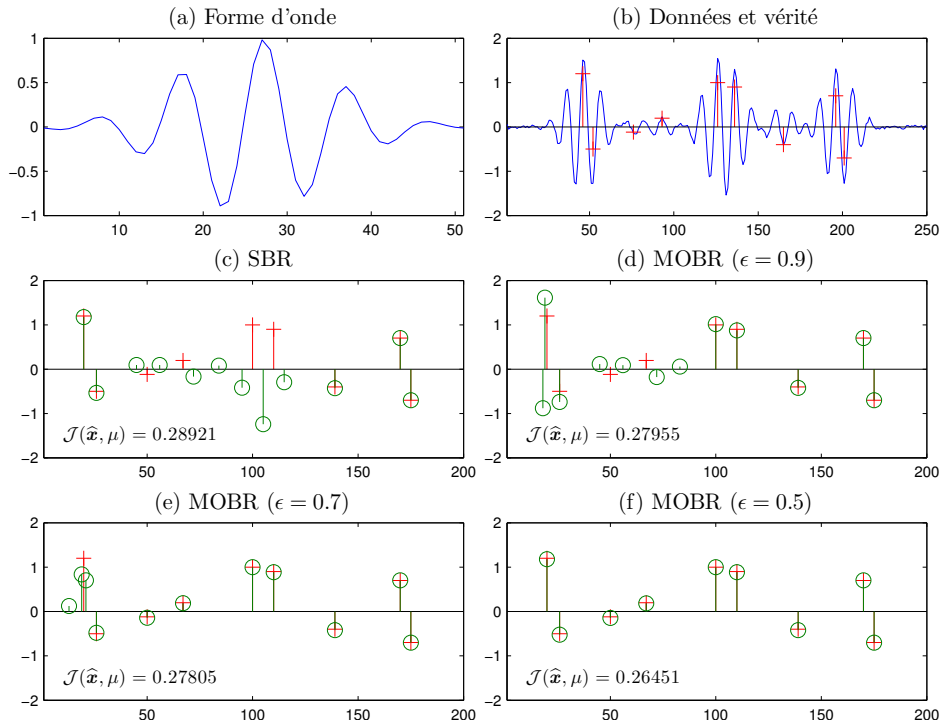 (a) Forme d'onde
1
0.5
0
−0.5
−1
10 20 30 40 50
(b) Données et vérité
2
1
0
−1
−2
50 100 150 200 250
(c) SBR
2
1
0
−1
−2
50 100 150 200
𝒥(x̂, μ) = 0.28921
(d) MOBR (ϵ = 0.9)
2
1
0
−1
−2
50 100 150 200
𝒥(x̂, μ) = 0.27955
(e) MOBR (ϵ = 0.7)
2
1
0
−1
−2
50 100 150 200
𝒥(x̂, μ) = 0.27805
(f) MOBR (ϵ = 0.5)
2
1
0
−1
−2
50 100 150 200
𝒥(x̂, μ) = 0.26451